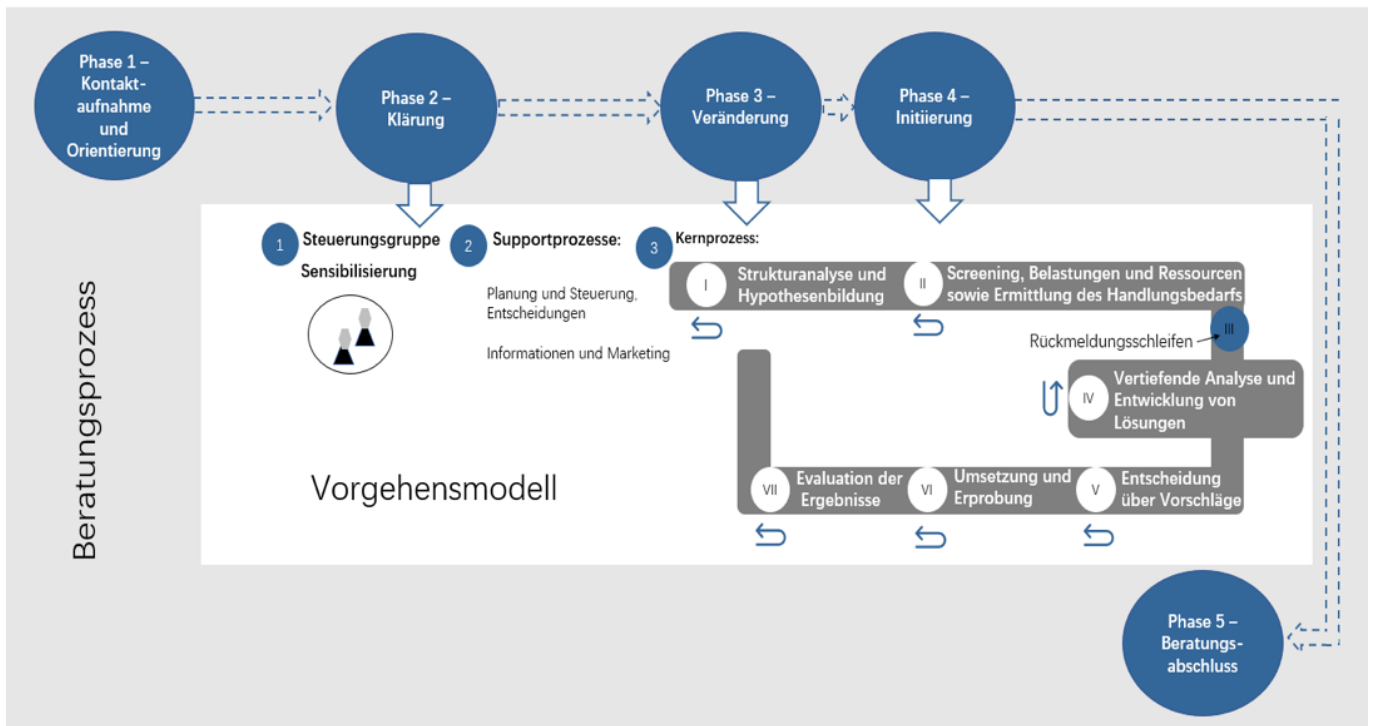 Phase 1 –
Kontakt-
aufnahme
und
Orientierung
Phase 2 –
Klärung
Phase 3 –
Veränderung
Phase 4 –
Initiierung
Beratungsprozess
1
Steuerungsgruppe
Sensibilisierung
2
Supportprozesse:
Planung und Steuerung,
Entscheidungen
Informationen und Marketing
3
Kernprozess:
I
Strukturanalyse und
Hypothesenbildung
II
Screening, Belastungen und Ressourcen
sowie Ermittlung des Handlungsbedarfs
III
Rückmeldungsschleifen
IV
Vertiefende Analyse und
Entwicklung von
Lösungen
Vorgehensmodell
VII
Evaluation der
Ergebnisse
VI
Umsetzung und
Erprobung
V
Entscheidung
über Vorschläge
Phase 5 –
Beratungs-
abschluss